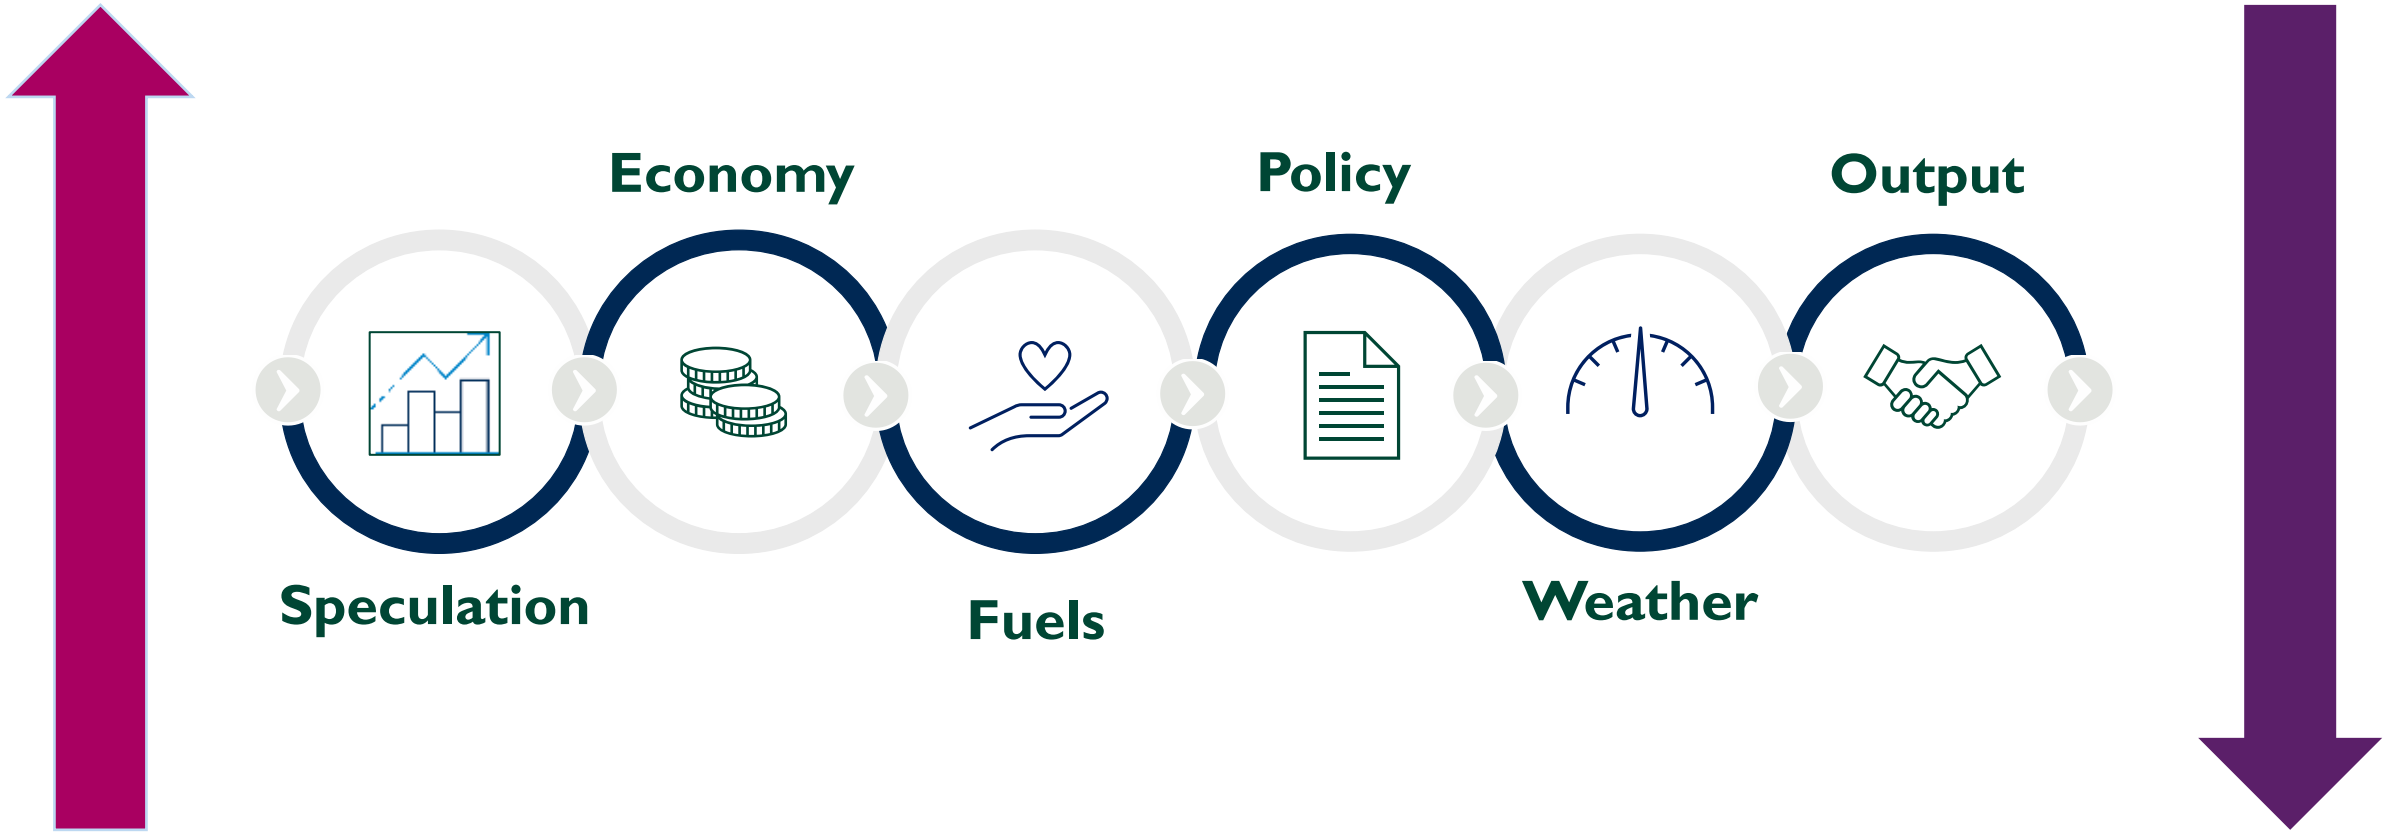 Economy
Policy
Output
Speculation
Fuels
Weather